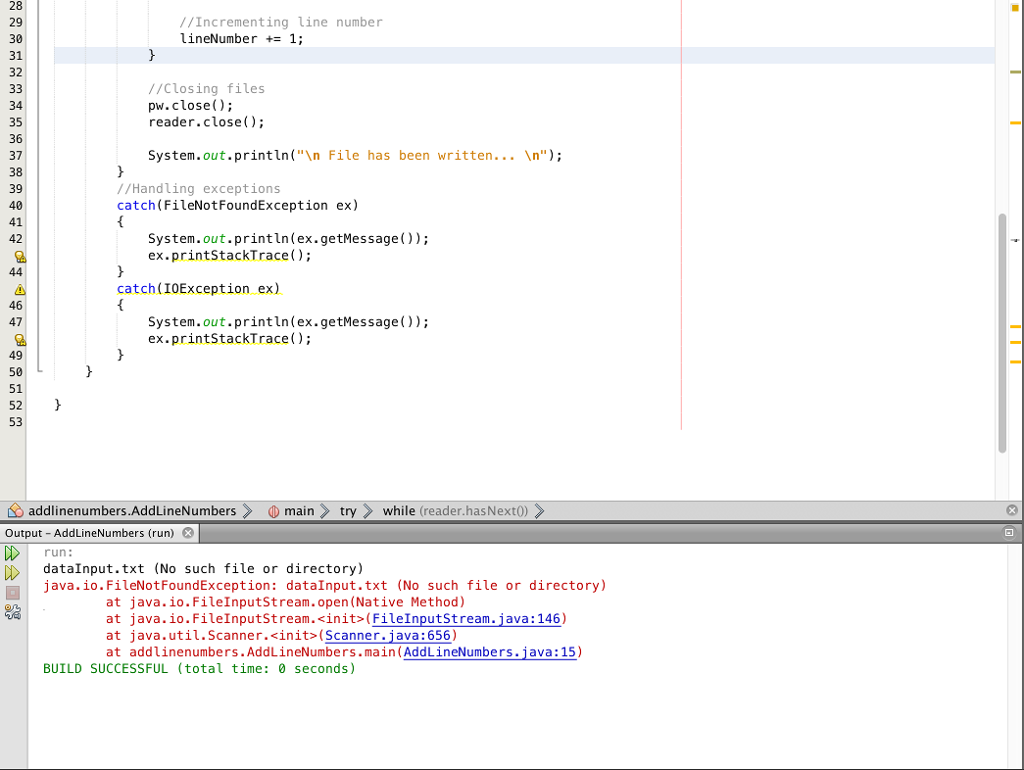 28
29 //Incrementing line number
30 lineNumber += 1;
31 }
32
33 //Closing files
34 pw.close();
35 reader.close();
36
37 System.out.println("\n File has been written... \n");
38 }
39 //Handling exceptions
40 catch(FileNotFoundException ex)
41 {
42 System.out.println(ex.getMessage());
ex.printStackTrace();
44 }
catch(IOException ex)
46 {
47 System.out.println(ex.getMessage());
ex.printStackTrace();
49 }
50 }
51
52 }
53
addlinenumbers.AddLineNumbers main try while (reader.hasNext())
Output - AddLineNumbers (run)
run:
dataInput.txt (No such file or directory)
java.io.FileNotFoundException: dataInput.txt (No such file or directory)
at java.io.FileInputStream.open(Native Method)
at java.io.FileInputStream.<init>(FileInputStream.java:146)
at java.util.Scanner.<init>(Scanner.java:656)
at addlinenumbers.AddLineNumbers.main(AddLineNumbers.java:15)
BUILD SUCCESSFUL (total time: 0 seconds)